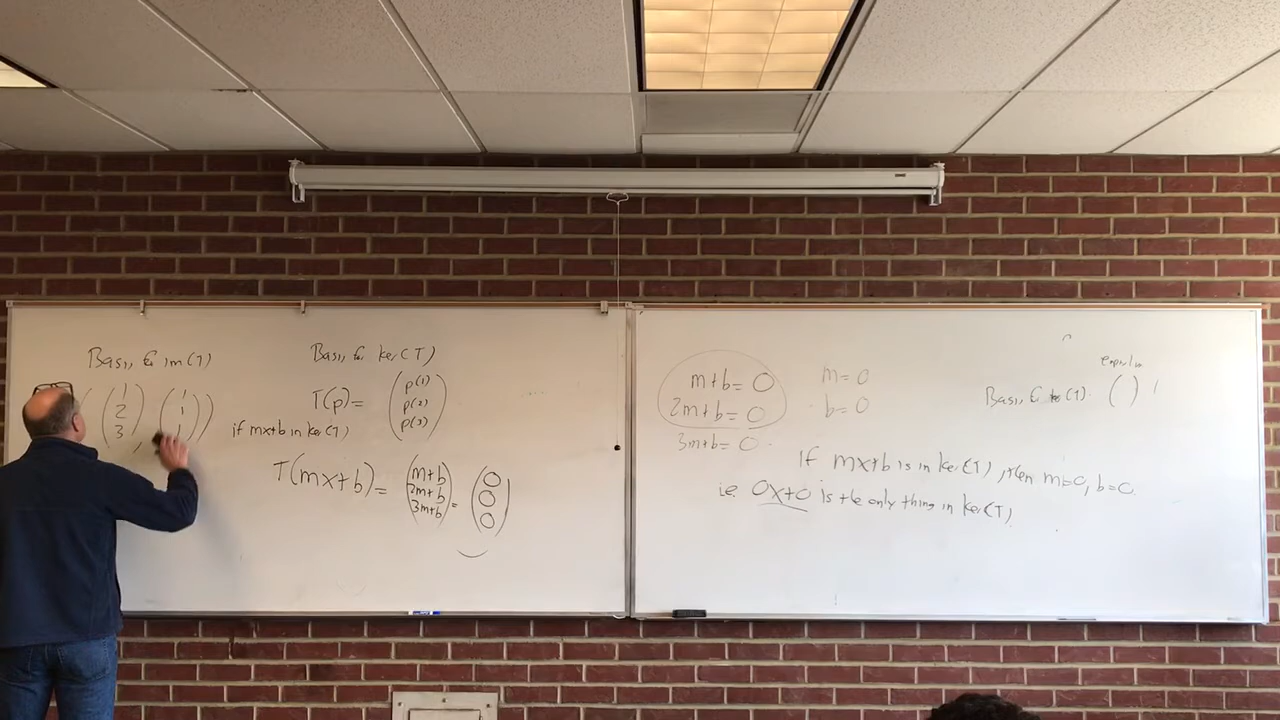 Basis for im(T)
( ( 1 2 3 ) , ( 1 1 1 ) )
Basis for ker(T)
T(p) = ( p(1) p(2) p(3) )
if mx+b in ker(T)
T(mx+b) = ( m+b 2m+b 3m+b ) = ( 0 0 0 )
m+b = 0
2m+b = 0
3m+b = 0
m=0
b=0
Basis for ker(T). ( )
If mx+b is in ker(T), then m=0, b=0.
i.e. 0x+0 is the only thing in ker(T)